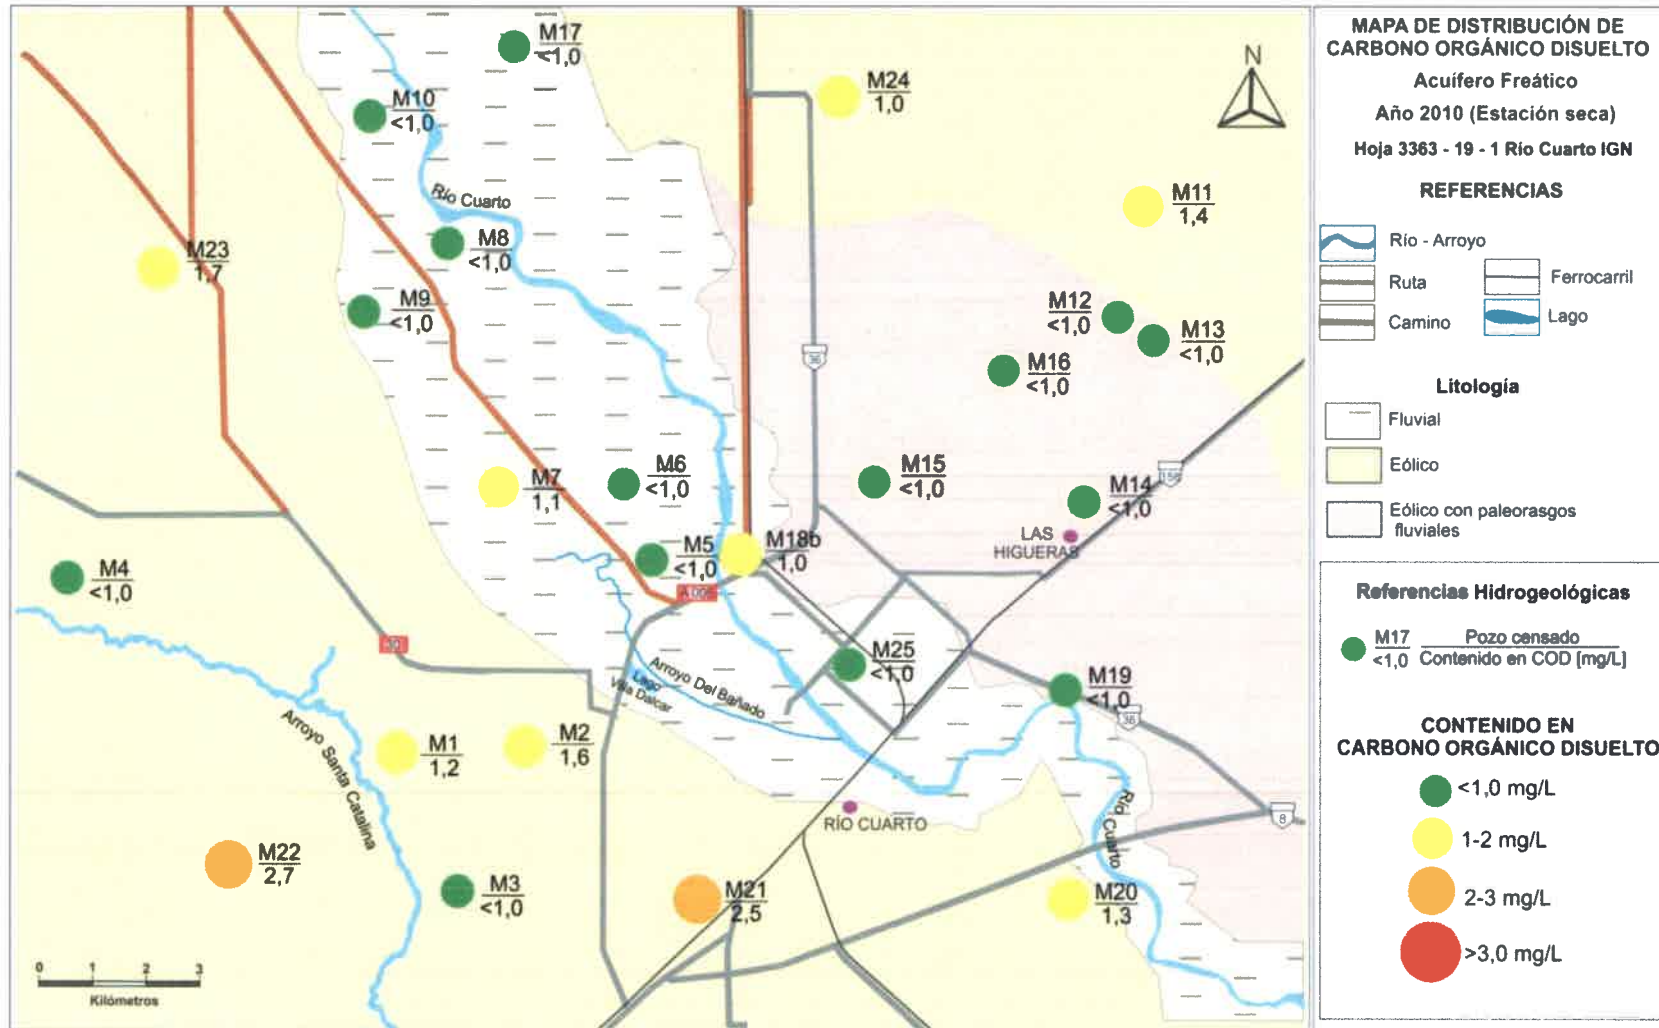 M17
<1,0
M10
<1,0
M24
1,0
N
Río Cuarto
M11
1,4
M8
<1,0
M23
1,7
M9
<1,0
M12
<1,0
M13
<1,0
36
M16
<1,0
M7
1,1
M6
<1,0
M15
<1,0
158
M14
<1,0
LAS
HIGUERAS
M5
<1,0
M18b
1,0
M4
<1,0
A 005
30
M25
<1,0
Arroyo Del Bañado
Lago
Villa Dalcar
M19
<1,0
36
Arroyo Santa Catalina
M1
1,2
M2
1,6
RÍO CUARTO
Río Cuarto
8
M22
2,7
M3
<1,0
M21
2,5
M20
1,3
0 1 2 3
Kilómetros
MAPA DE DISTRIBUCIÓN DE
CARBONO ORGÁNICO DISUELTO
Acuífero Freático
Año 2010 (Estación seca)
Hoja 3363 - 19 - 1 Río Cuarto IGN
REFERENCIAS
Río - Arroyo
Ruta
Ferrocarril
Camino
Lago
Litología
Fluvial
Eólico
Eólico con paleorasgos
fluviales
Referencias Hidrogeológicas
M17 Pozo censado
<1,0 Contenido en COD [mg/L]
CONTENIDO EN
CARBONO ORGÁNICO DISUELTO
<1,0 mg/L
1-2 mg/L
2-3 mg/L
>3,0 mg/L